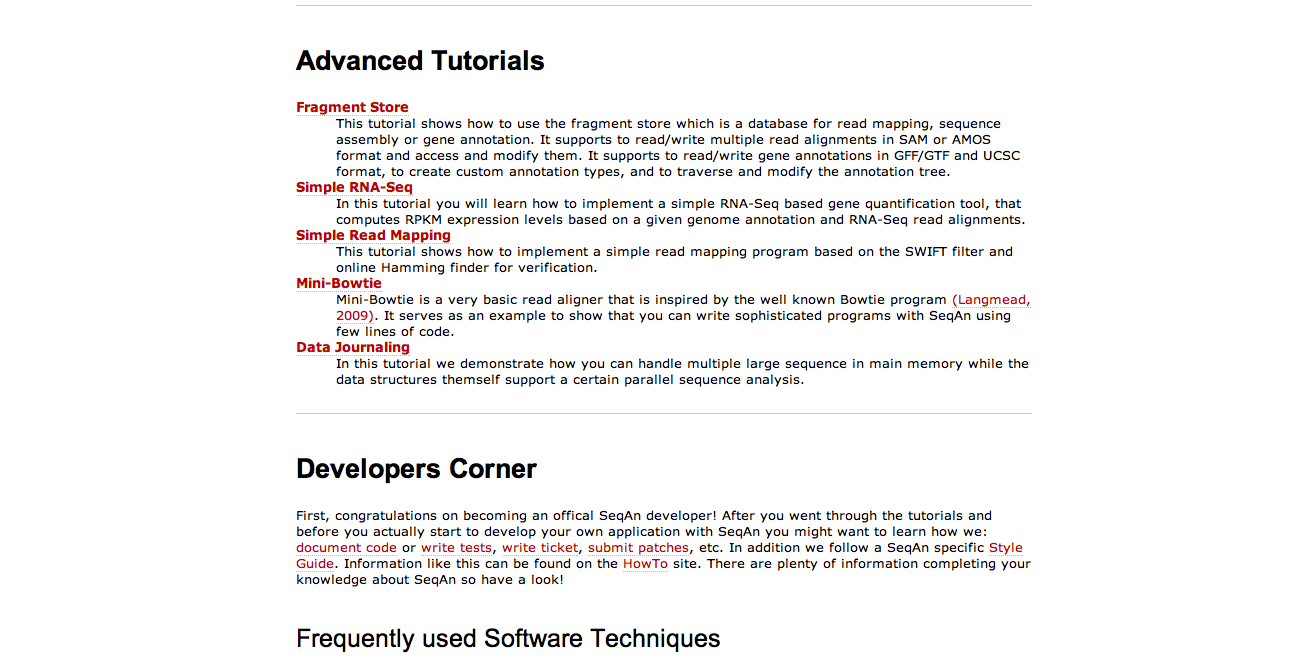 Advanced Tutorials
Fragment Store
This tutorial shows how to use the fragment store which is a database for read mapping, sequence
assembly or gene annotation. It supports to read/write multiple read alignments in SAM or AMOS
format and access and modify them. It supports to read/write gene annotations in GFF/GTF and UCSC
format, to create custom annotation types, and to traverse and modify the annotation tree.
Simple RNA-Seq
In this tutorial you will learn how to implement a simple RNA-Seq based gene quantification tool, that
computes RPKM expression levels based on a given genome annotation and RNA-Seq read alignments.
Simple Read Mapping
This tutorial shows how to implement a simple read mapping program based on the SWIFT filter and
online Hamming finder for verification.
Mini-Bowtie
Mini-Bowtie is a very basic read aligner that is inspired by the well known Bowtie program (Langmead,
2009). It serves as an example to show that you can write sophisticated programs with SeqAn using
few lines of code.
Data Journaling
In this tutorial we demonstrate how you can handle multiple large sequence in main memory while the
data structures themself support a certain parallel sequence analysis.
Developers Corner
First, congratulations on becoming an offical SeqAn developer! After you went through the tutorials and
before you actually start to develop your own application with SeqAn you might want to learn how we:
document code or write tests, write ticket, submit patches, etc. In addition we follow a SeqAn specific Style
Guide. Information like this can be found on the HowTo site. There are plenty of information completing your
knowledge about SeqAn so have a look!
Frequently used Software Techniques